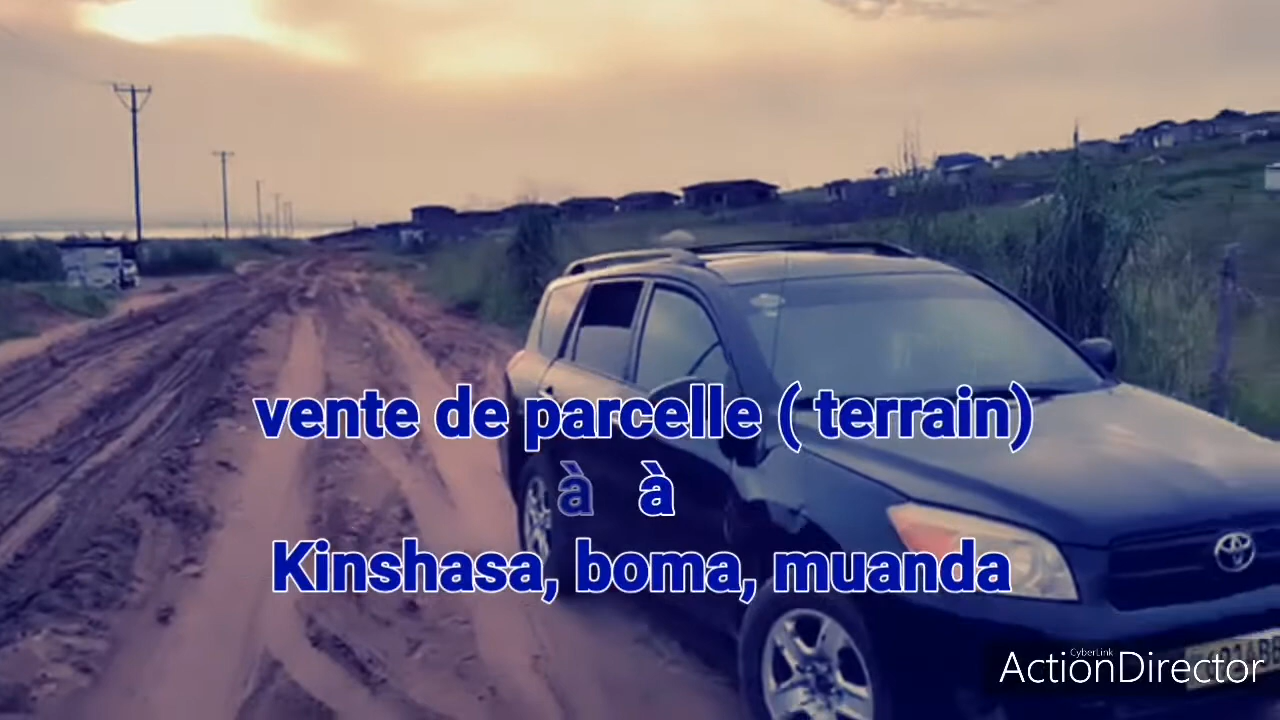 vente de parcelle ( terrain)
à à
Kinshasa, boma, muanda
CyberLink
ActionDirector